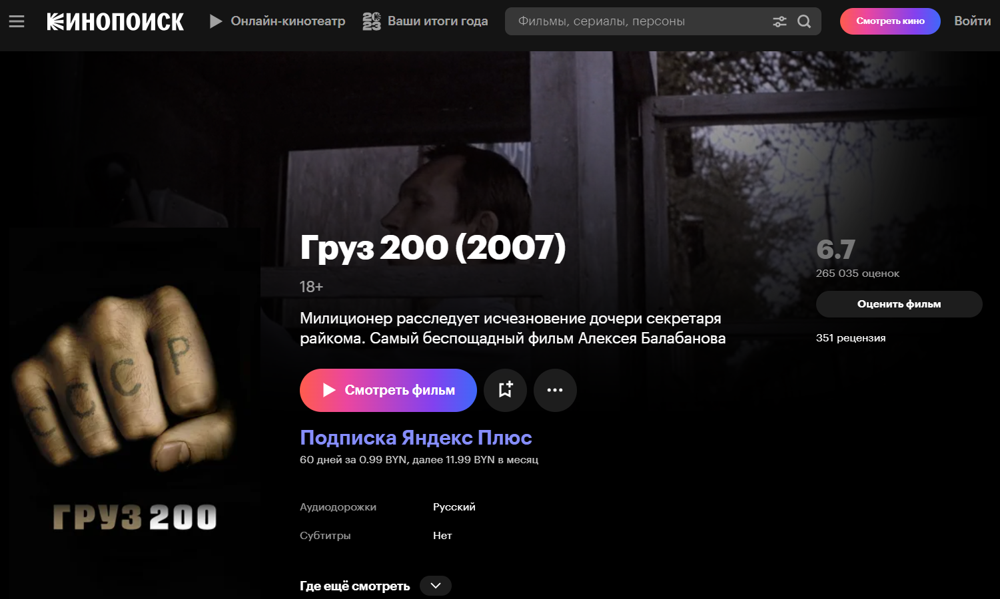 КИНОПОИСК
Онлайн-кинотеатр
2023
Ваши итоги года
Фильмы, сериалы, персоны
Смотреть кино
Войти
Груз 200 (2007)
18+
Милиционер расследует исчезновение дочери секретаря
райкома. Самый беспощадный фильм Алексея Балабанова
Смотреть фильм
Подписка Яндекс Плюс
60 дней за 0.99 BYN, далее 11.99 BYN в месяц
Аудиодорожки Русский
Субтитры Нет
Где ещё смотреть
6.7
265 035 оценок
Оценить фильм
351 рецензия
СССР
ГРУЗ 200